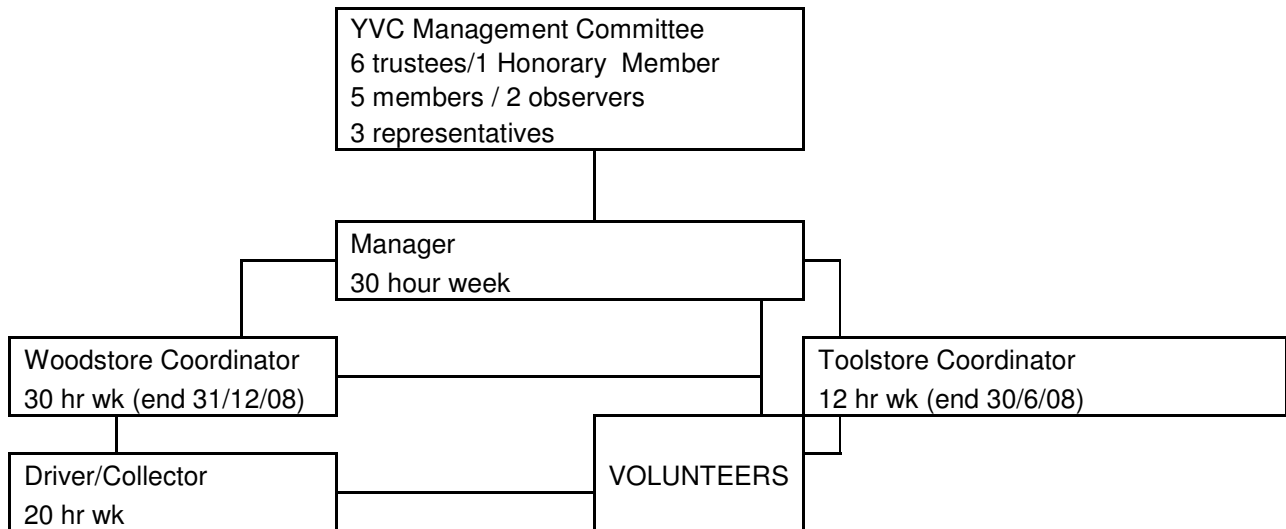 YVC Management Committee
6 trustees/1 Honorary Member
5 members / 2 observers
3 representatives
Manager
30 hour week
Woodstore Coordinator
30 hr wk (end 31/12/08)
Toolstore Coordinator
12 hr wk (end 30/6/08)
Driver/Collector
20 hr wk
VOLUNTEERS